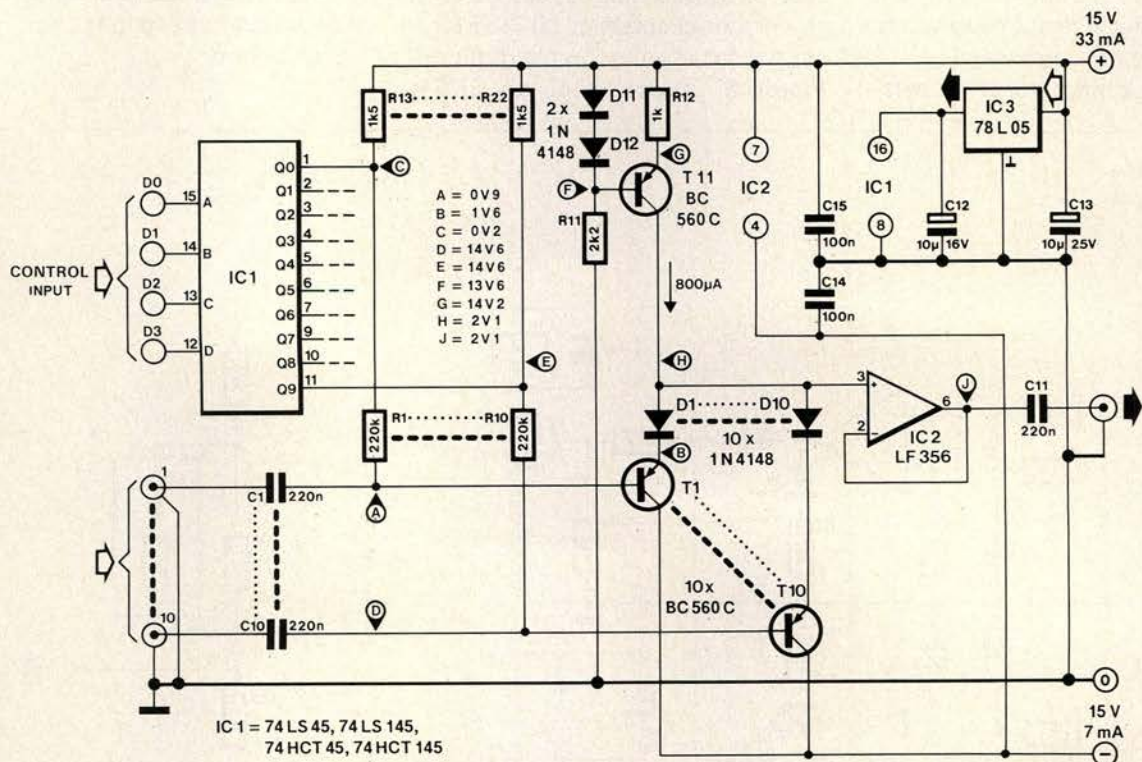 15 V
33 mA
+
R13 R22
1k5
1k5
D11
2 x
1N
4148
D12
R12
1k
G
F
T 11
BC
560 C
R11
2k2
800µA
7
IC2
4
16
IC1
8
IC3
78 L 05
C15
100n
C12
10µ 16V
C13
10µ 25V
C14
100n
D0
D1
D2
D3
CONTROL
INPUT
15 A
14 B
13 C
12 D
IC1
Q0 1
Q1 2
Q2 3
Q3 4
Q4 5
Q5 6
Q6 7
Q7 9
Q8 10
Q9 11
C
A = 0V9
B = 1V6
C = 0V2
D = 14V6
E = 14V6
F = 13V6
G = 14V2
H = 2V1
J = 2V1
E
H
R1 R10
220k
220k
D1 D10
10 x
1N4148
B
3
+
2
−
6
IC2
LF 356
J
C11
220n
1
C1 220n
A
T1
10 x
BC 560 C
T10
10
C10 220n
D
0
IC 1 = 74 LS 45, 74 LS 145,
74 HCT 45, 74 HCT 145
15 V
7 mA
−